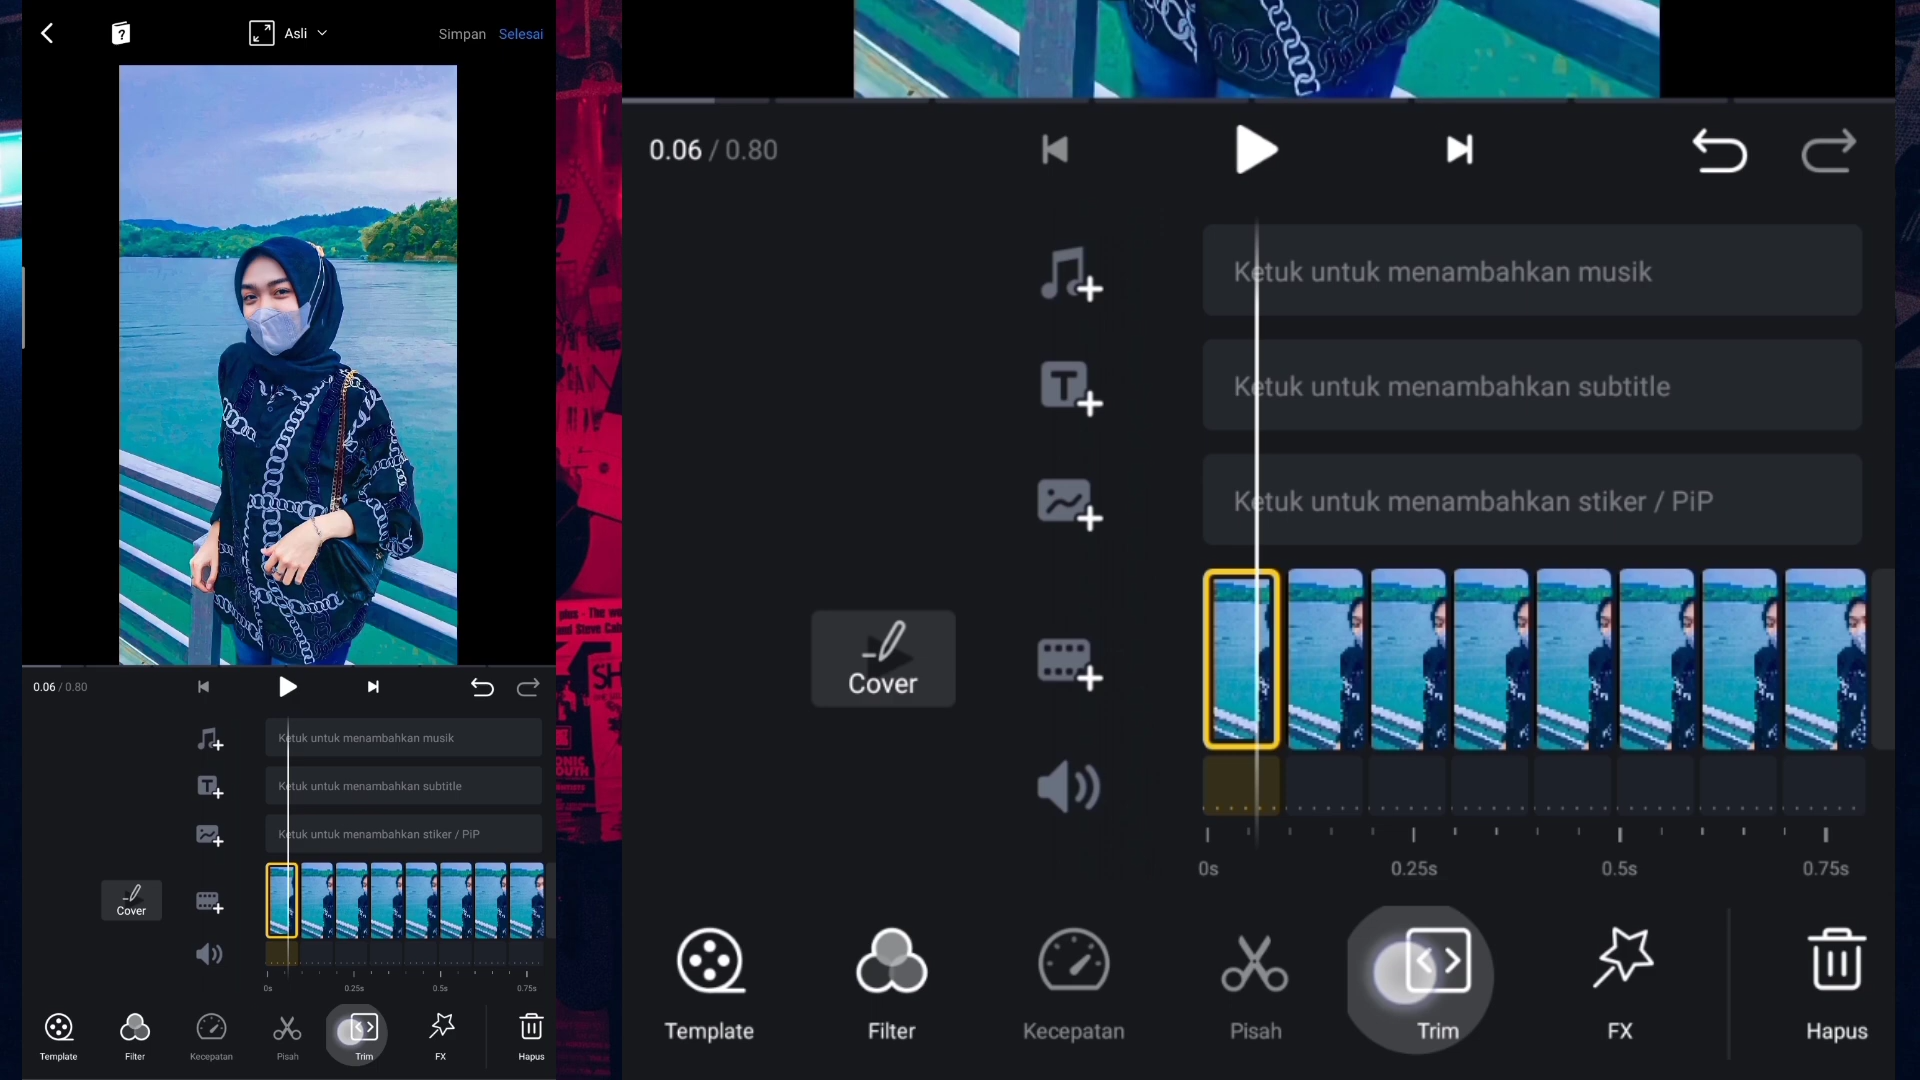 Asli
Simpan Selesai
0.06 / 0.80
Ketuk untuk menambahkan musik
Ketuk untuk menambahkan subtitle
Ketuk untuk menambahkan stiker / PiP
Cover
0s 0.25s 0.5s 0.75s
Template Filter Kecepatan Pisah Trim FX Hapus
0.06 / 0.80
Ketuk untuk menambahkan musik
Ketuk untuk menambahkan subtitle
Ketuk untuk menambahkan stiker / PiP
Cover
0s 0.25s 0.5s 0.75s
Template Filter Kecepatan Pisah Trim FX Hapus